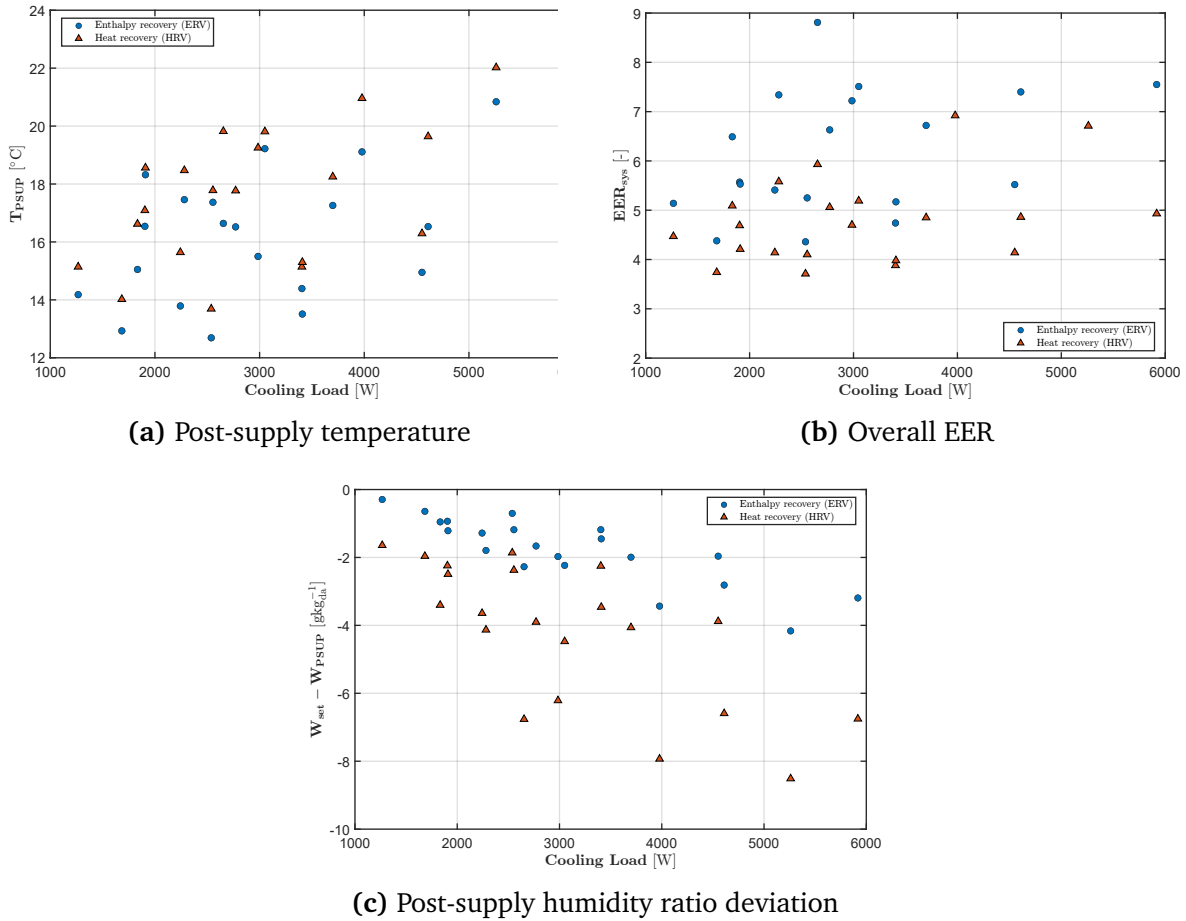 24
22
20
18
16
14
12
1000
2000
3000
4000
5000
T_PSUP [°C]
Cooling Load [W]
Enthalpy recovery (ERV)
Heat recovery (HRV)
(a) Post-supply temperature
9
8
7
6
5
4
3
2
1000
2000
3000
4000
5000
6000
EER_sys [-]
Cooling Load [W]
Enthalpy recovery (ERV)
Heat recovery (HRV)
(b) Overall EER
0
-2
-4
-6
-8
-10
1000
2000
3000
4000
5000
6000
W_set − W_PSUP [gkg_da^−1]
Cooling Load [W]
Enthalpy recovery (ERV)
Heat recovery (HRV)
(c) Post-supply humidity ratio deviation